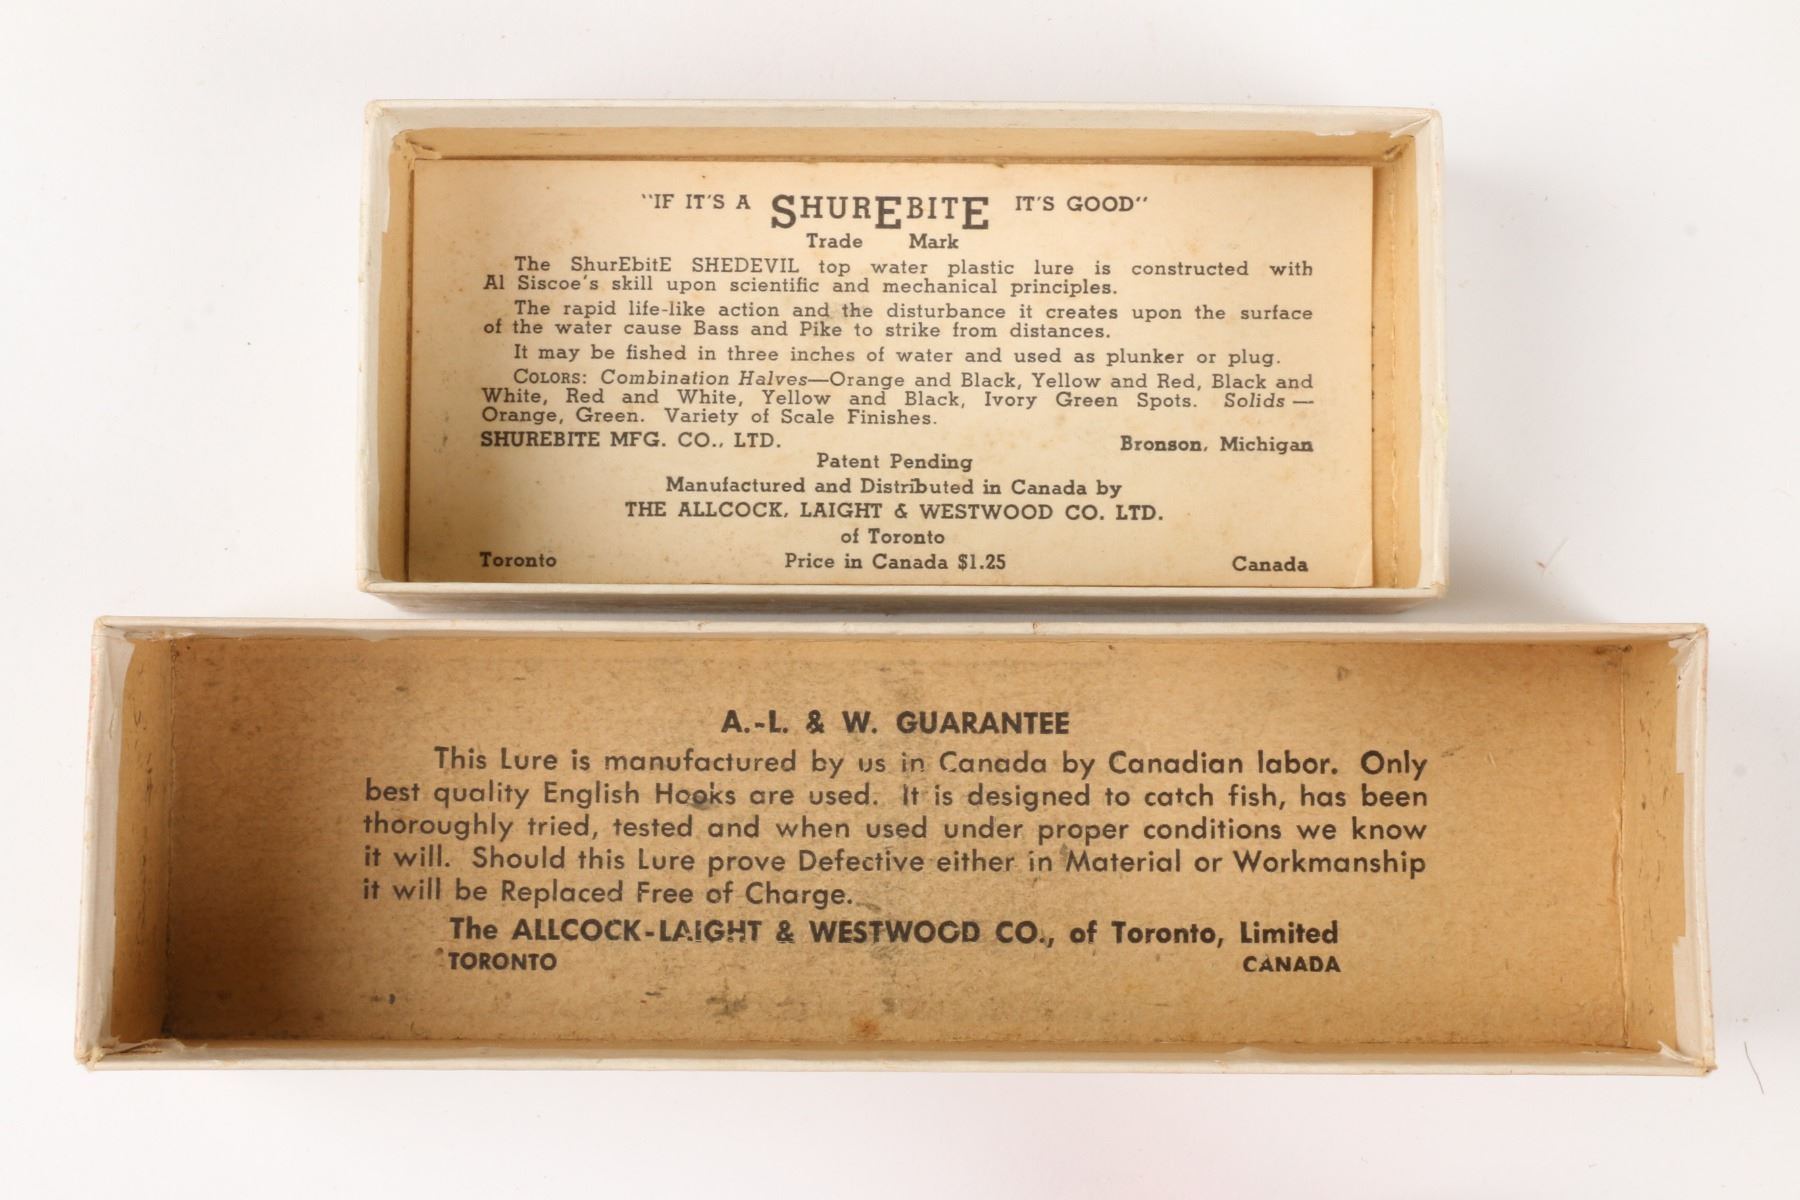 "IF IT'S A SHUREBITE IT'S GOOD"
Trade Mark
The ShurEbitE SHEDEVIL top water plastic lure is constructed with
Al Siscoe's skill upon scientific and mechanical principles.
The rapid life-like action and the disturbance it creates upon the surface
of the water cause Bass and Pike to strike from distances.
It may be fished in three inches of water and used as plunker or plug.
COLORS: Combination Halves—Orange and Black, Yellow and Red, Black and
White, Red and White, Yellow and Black, Ivory Green Spots. Solids—
Orange, Green. Variety of Scale Finishes.
SHUREBITE MFG. CO., LTD. Bronson, Michigan
Patent Pending
Manufactured and Distributed in Canada by
THE ALLCOCK, LAIGHT & WESTWOOD CO. LTD.
of Toronto
Toronto Price in Canada $1.25 Canada
A.-L. & W. GUARANTEE
This Lure is manufactured by us in Canada by Canadian labor. Only
best quality English Hooks are used. It is designed to catch fish, has been
thoroughly tried, tested and when used under proper conditions we know
it will. Should this Lure prove Defective either in Material or Workmanship
it will be Replaced Free of Charge.
The ALLCOCK-LAIGHT & WESTWOOD CO., of Toronto, Limited
TORONTO CANADA